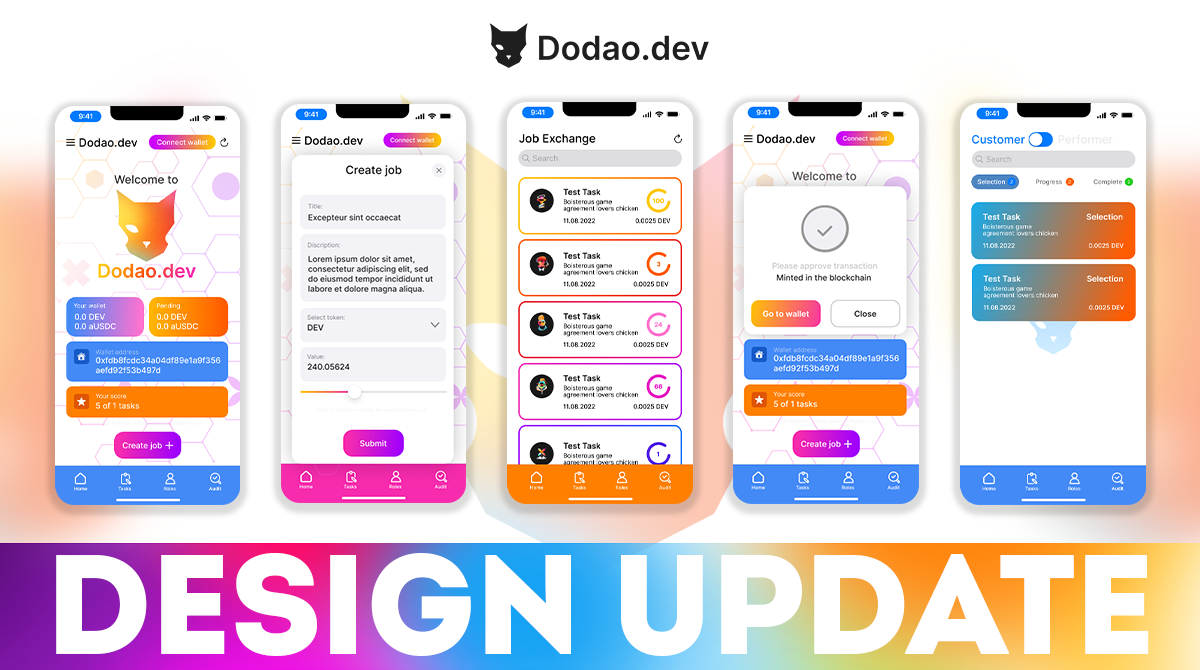 Dodao.dev
9:41
Dodao.dev
Connect wallet
Welcome to
Dodao.dev
Your wallet
0.0 DEV
0.0 aUSDC
Pending
0.0 DEV
0.0 aUSDC
Wallet address
0xfdb8fcdc34a04df89e1a9f356
aefd92f53b497d
Your score
5 of 1 tasks
Create job +
Home
Tasks
Roles
Audit
9:41
Dodao.dev
Connect wallet
Create job
Title:
Excepteur sint occaecat
Discription:
Lorem ipsum dolor sit amet,
consectetur adipiscing elit, sed
do eiusmod tempor incididunt ut
labore et dolore magna aliqua.
Select token:
DEV
Value:
240.05624
Submit
Home
Tasks
Roles
Audit
9:41
Job Exchange
Search
Test Task
Boisterous game
agreement lovers chicken
11.08.2022
0.0025 DEV
100
Test Task
Boisterous game
agreement lovers chicken
11.08.2022
0.0025 DEV
3
Test Task
Boisterous game
agreement lovers chicken
11.08.2022
0.0025 DEV
24
Test Task
Boisterous game
agreement lovers chicken
11.08.2022
0.0025 DEV
66
Test Task
Boisterous game
agreement lovers chicken
1
Home
Tasks
Roles
Audit
9:41
Dodao.dev
Connect wallet
Welcome to
Please approve transaction
Minted in the blockchain
Go to wallet
Close
Wallet address
0xfdb8fcdc34a04df89e1a9f356
aefd92f53b497d
Your score
5 of 1 tasks
Create job +
Home
Tasks
Roles
Audit
9:41
Customer
Performer
Search
Selection 2
Progress 2
Complete 2
Test Task
Selection
Boisterous game
agreement lovers chicken
11.08.2022
0.0025 DEV
Test Task
Selection
Boisterous game
agreement lovers chicken
11.08.2022
0.0025 DEV
Home
Tasks
Roles
Audit
DESIGN UPDATE